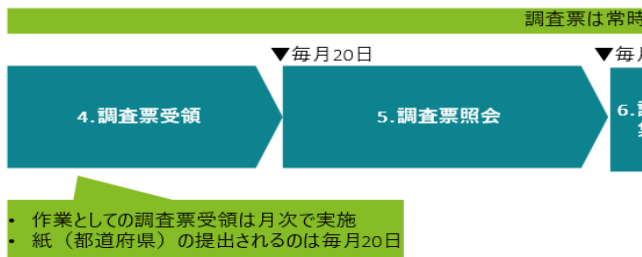 調査票は常時
▼毎月20日
▼毎月
4.調査票受領
5.調査票照会
6.
• 作業としての調査票受領は月次で実施
• 紙（都道府県）の提出されるのは毎月20日